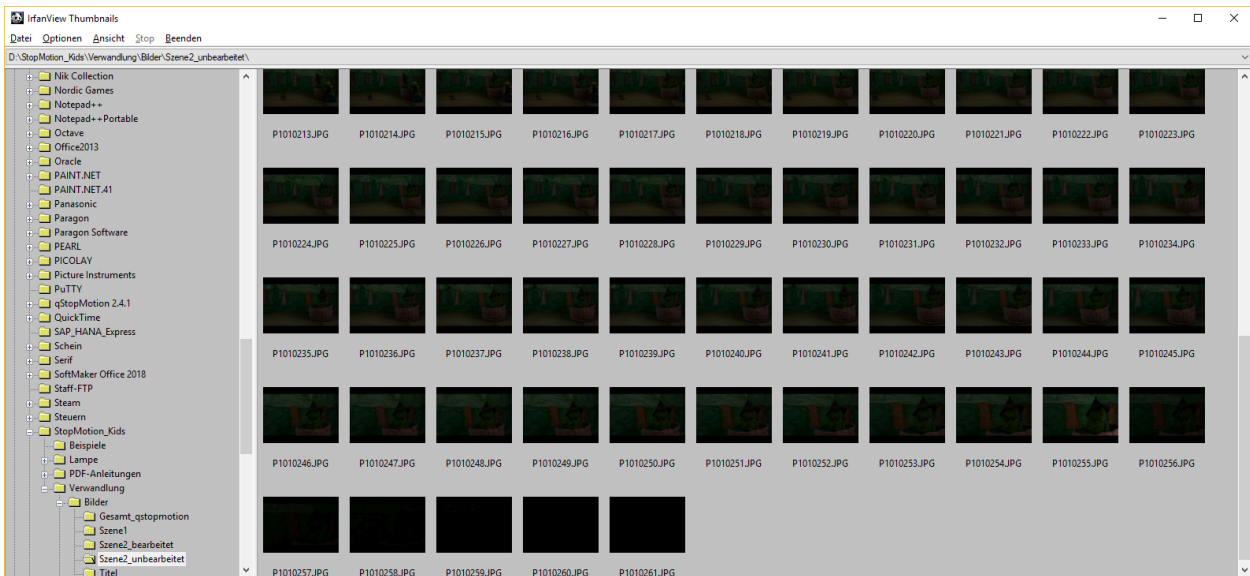 IrfanView Thumbnails
Datei Optionen Ansicht Stop Beenden
D:\StopMotion_Kids\Verwandlung\Bilder\Szene2_unbearbeitet\
Nik Collection
Nordic Games
Notepad++
Notepad++Portable
Octave
Office2013
Oracle
PAINT.NET
PAINT.NET.41
Panasonic
Paragon
Paragon Software
PEARL
PICOLAY
Picture Instruments
PuTTY
qStopMotion 2.4.1
QuickTime
SAP_HANA_Express
Schein
Serif
SoftMaker Office 2018
Staff-FTP
Steam
Steuern
StopMotion_Kids
Beispiele
Lampe
PDF-Anleitungen
Verwandlung
Bilder
Gesamt_qstopmotion
Szene1
Szene2_bearbeitet
Szene2_unbearbeitet
Titel
P1010213.JPG P1010214.JPG P1010215.JPG P1010216.JPG P1010217.JPG P1010218.JPG P1010219.JPG P1010220.JPG P1010221.JPG P1010222.JPG P1010223.JPG
P1010224.JPG P1010225.JPG P1010226.JPG P1010227.JPG P1010228.JPG P1010229.JPG P1010230.JPG P1010231.JPG P1010232.JPG P1010233.JPG P1010234.JPG
P1010235.JPG P1010236.JPG P1010237.JPG P1010238.JPG P1010239.JPG P1010240.JPG P1010241.JPG P1010242.JPG P1010243.JPG P1010244.JPG P1010245.JPG
P1010246.JPG P1010247.JPG P1010248.JPG P1010249.JPG P1010250.JPG P1010251.JPG P1010252.JPG P1010253.JPG P1010254.JPG P1010255.JPG P1010256.JPG
P1010257.JPG P1010258.JPG P1010259.JPG P1010260.JPG P1010261.JPG